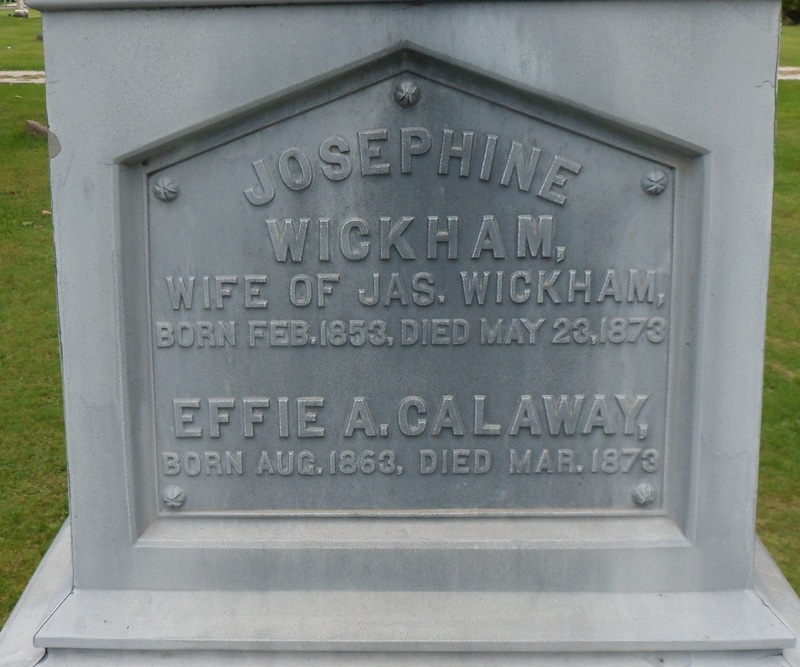 JOSEPHINE
WICKHAM,
WIFE OF JAS. WICKHAM,
BORN FEB. 1853, DIED MAY 23, 1873
EFFIE A. CALAWAY,
BORN AUG. 1863, DIED MAR. 1873